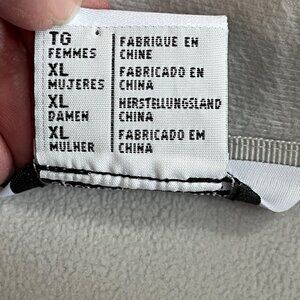 TG
FEMMES
XL
MUJERES
XL
DAMEN
XL
MULHER
FABRIQUE EN
CHINE
FABRICADO EN
CHINA
HERSTELLUNGSLAND
CHINA
FABRICADO EM
CHINA